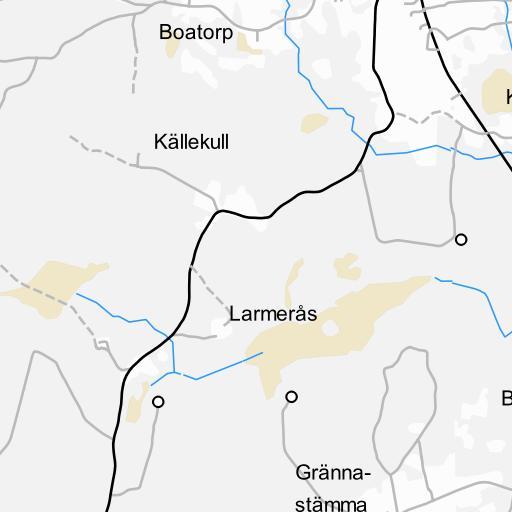 Boatorp
K
Källekull
Larmerås
B
Gränna-
stämma